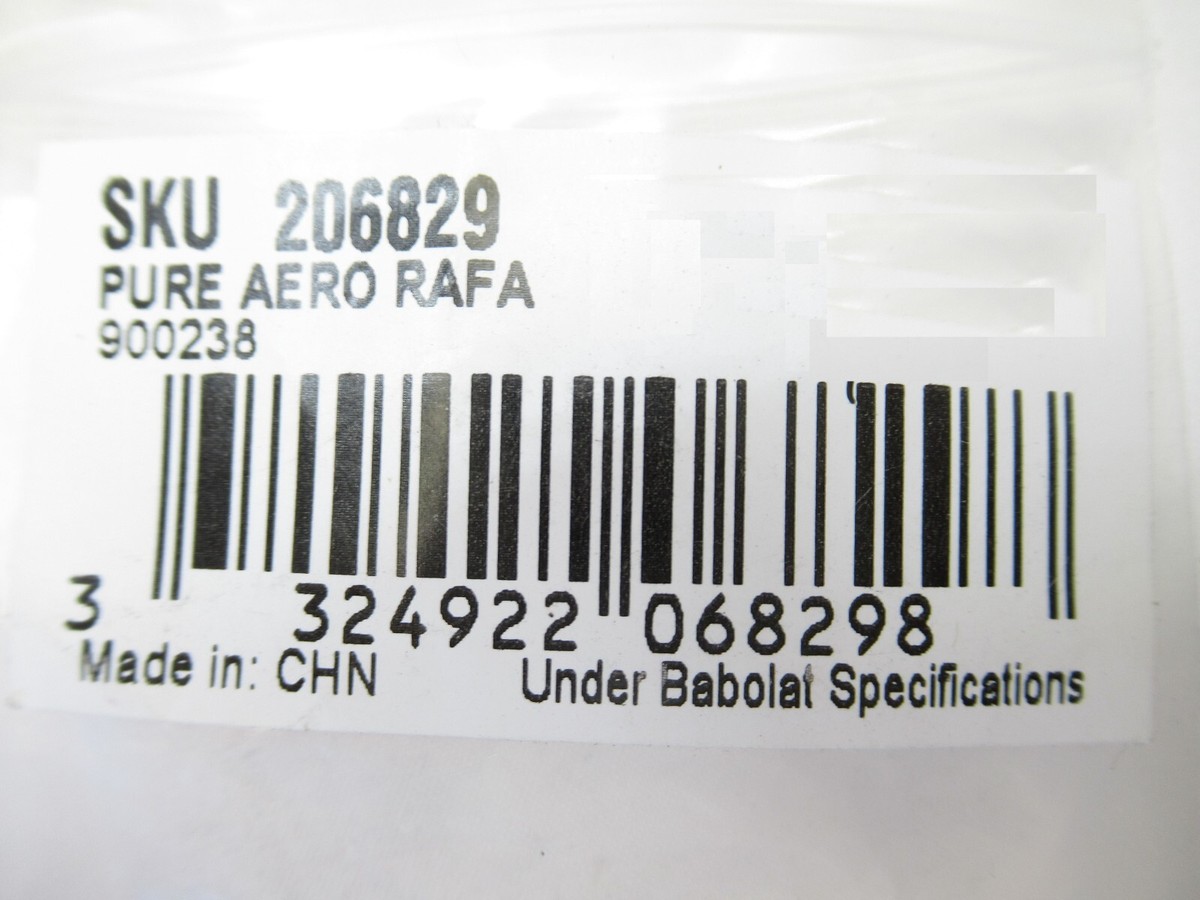 SKU 206829
PURE AERO RAFA
900238
3 324922 068298
Made in: CHN Under Babolat Specifications